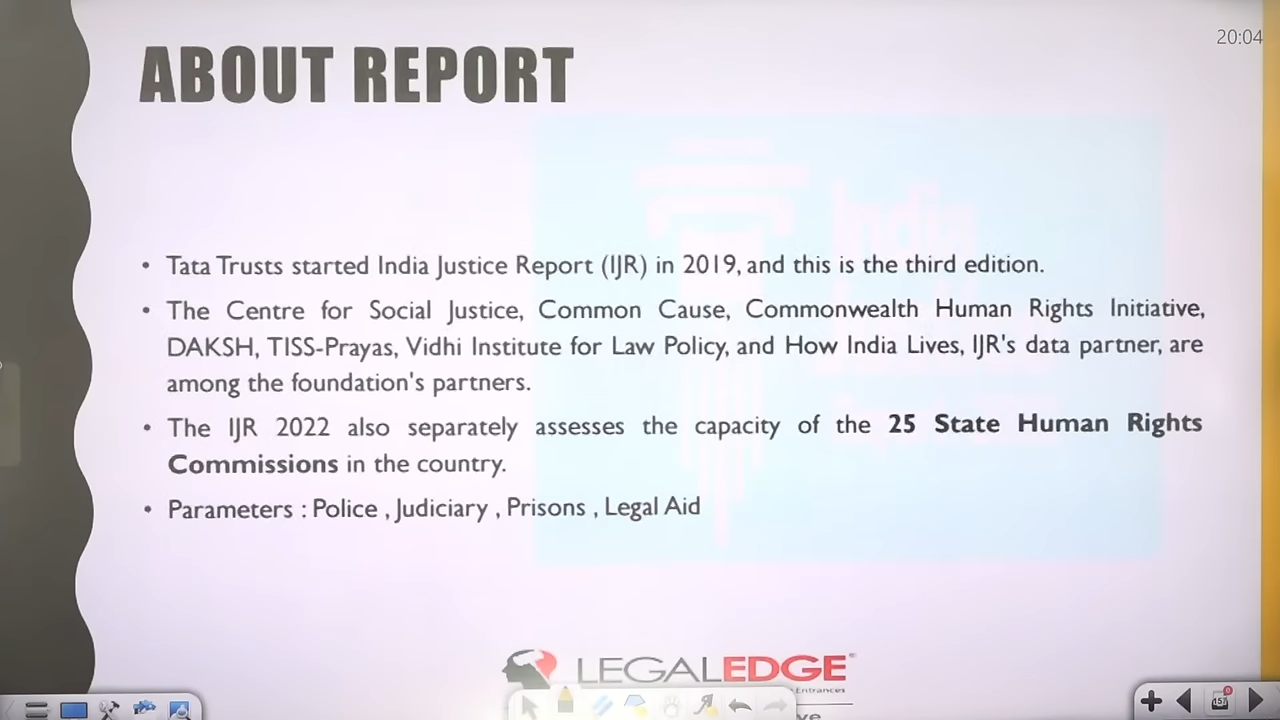 20:04
ABOUT REPORT
India
• Tata Trusts started India Justice Report (IJR) in 2019, and this is the third edition.
• The Centre for Social Justice, Common Cause, Commonwealth Human Rights Initiative,
DAKSH, TISS-Prayas, Vidhi Institute for Law Policy, and How India Lives, IJR's data partner, are
among the foundation's partners.
• The IJR 2022 also separately assesses the capacity of the 25 State Human Rights
Commissions in the country.
• Parameters : Police , Judiciary , Prisons , Legal Aid
LEGALEDGE
Entrances